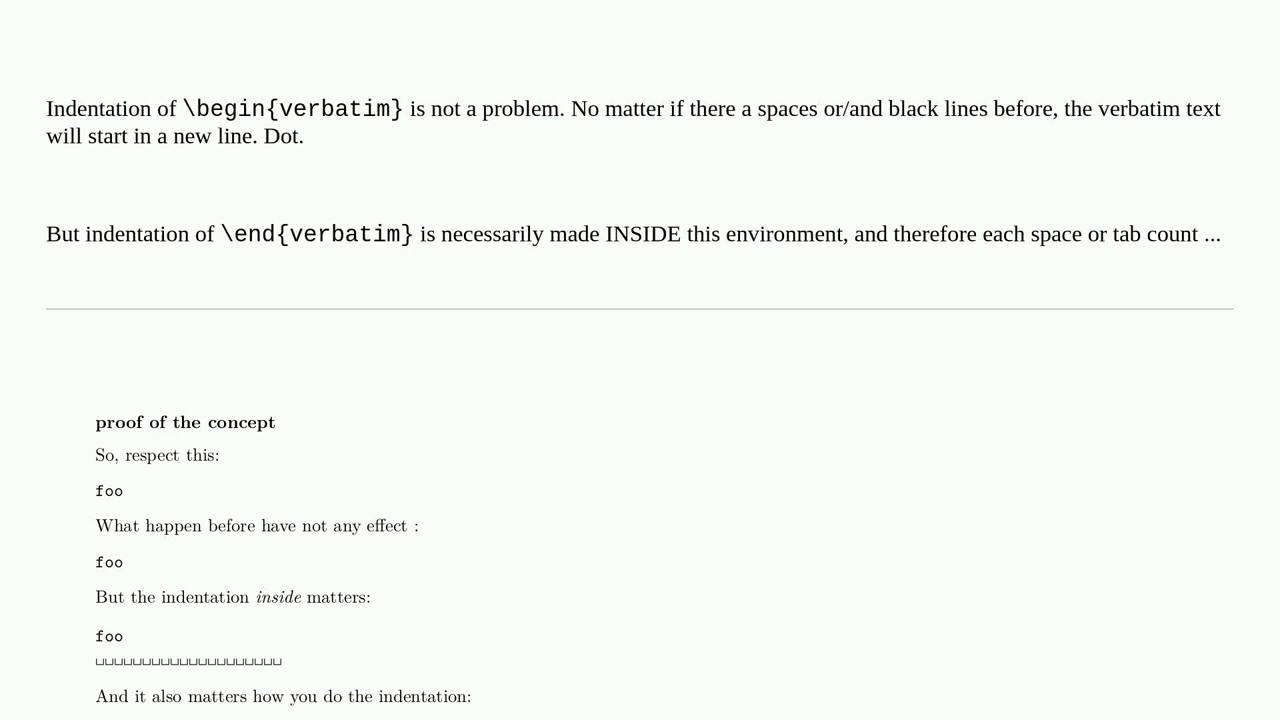 Indentation of \begin{verbatim} is not a problem. No matter if there a spaces or/and black lines before, the verbatim text
will start in a new line. Dot.
But indentation of \end{verbatim} is necessarily made INSIDE this environment, and therefore each space or tab count ...
proof of the concept
So, respect this:
foo
What happen before have not any effect :
foo
But the indentation inside matters:
foo
␣␣␣␣␣␣␣␣␣␣␣␣␣␣␣␣␣␣␣␣
And it also matters how you do the indentation: